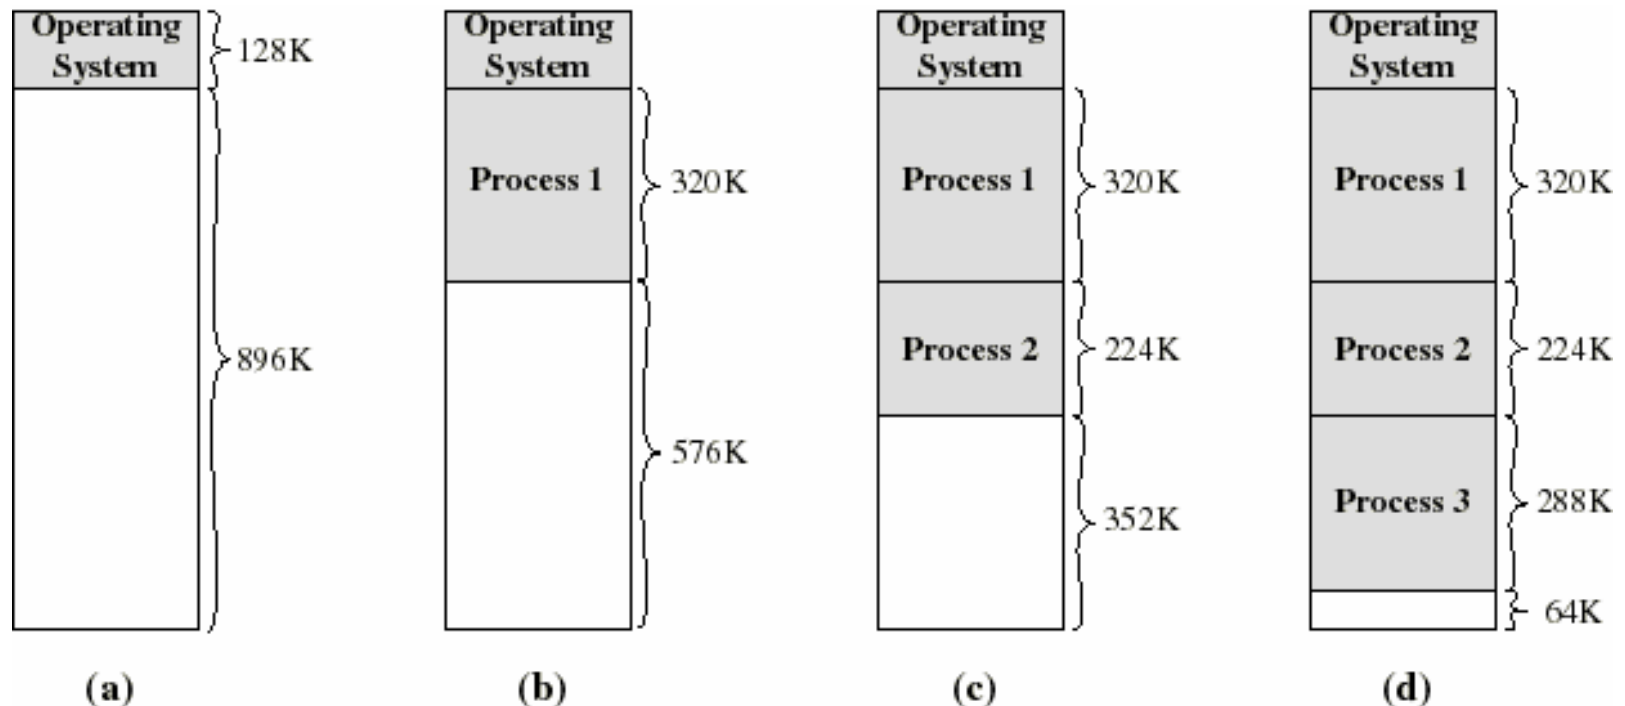 Operating
System
128K
896K
(a)
Operating
System
Process 1
320K
576K
(b)
Operating
System
Process 1
320K
Process 2
224K
352K
(c)
Operating
System
Process 1
320K
Process 2
224K
Process 3
288K
64K
(d)